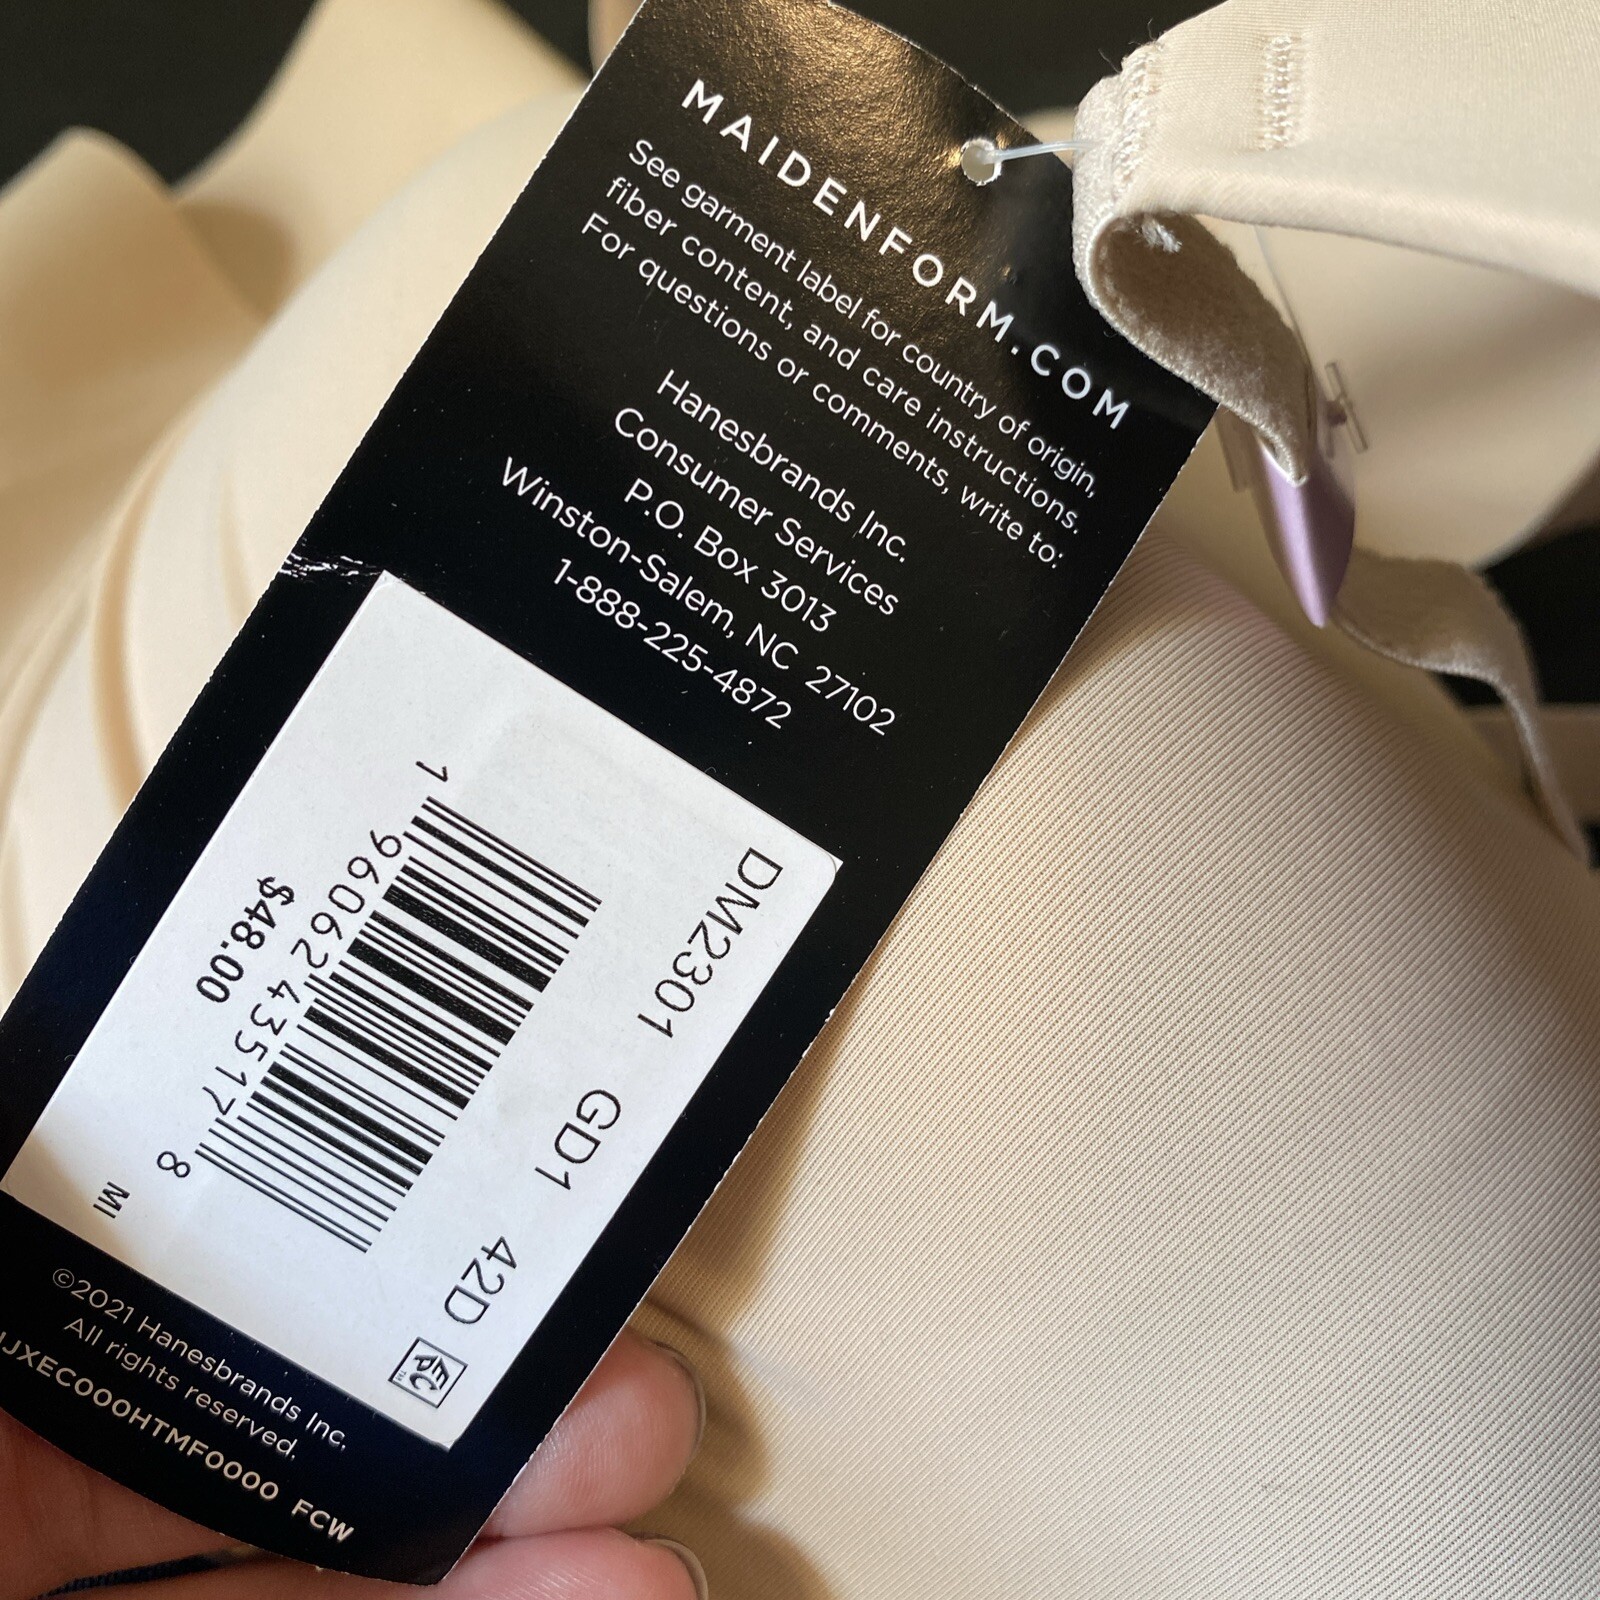 MAIDENFORM.COM
See garment label for country of origin,
fiber content, and care instructions.
For questions or comments, write to:
Hanesbrands Inc.
Consumer Services
P.O. Box 3013
Winston-Salem, NC 27102
1-888-225-4872
DM2301 GD1 42D
1 96062 43517 8
$48.00
MI
©2021 Hanesbrands Inc.
All rights reserved.
JXEC000HTMF0000 FCW